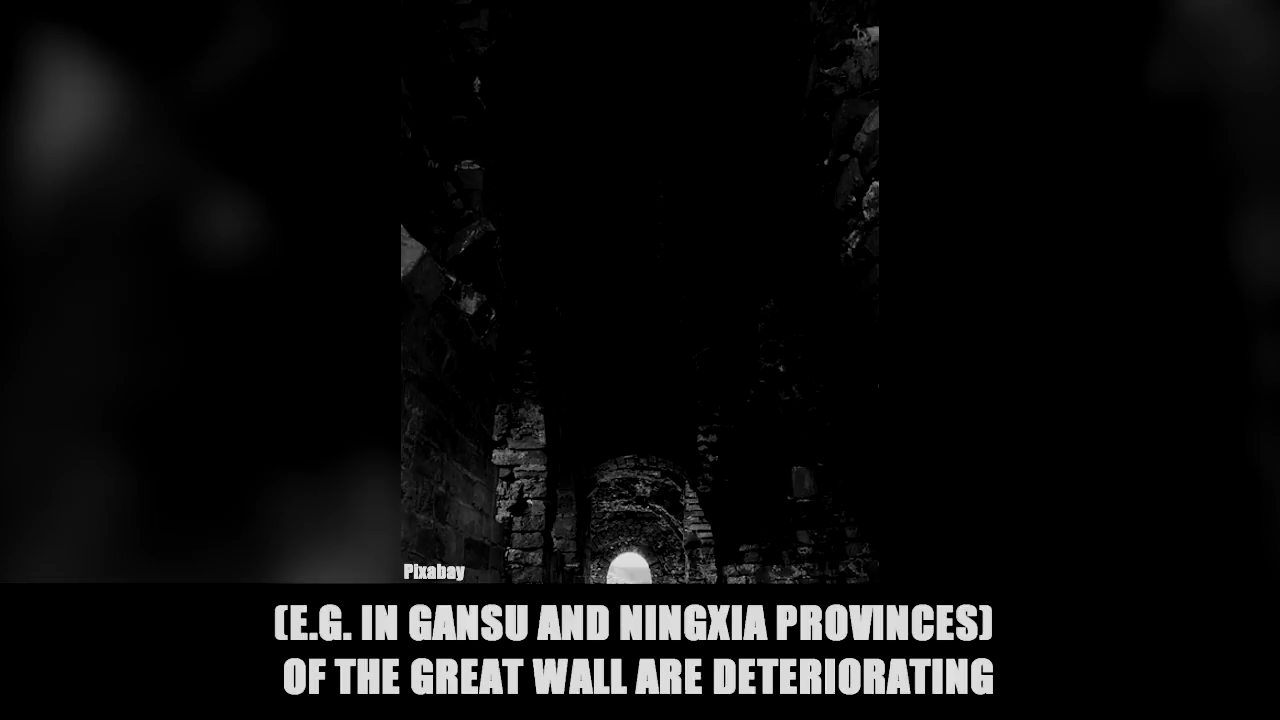 Pixabay
(E.G. IN GANSU AND NINGXIA PROVINCES)
OF THE GREAT WALL ARE DETERIORATING